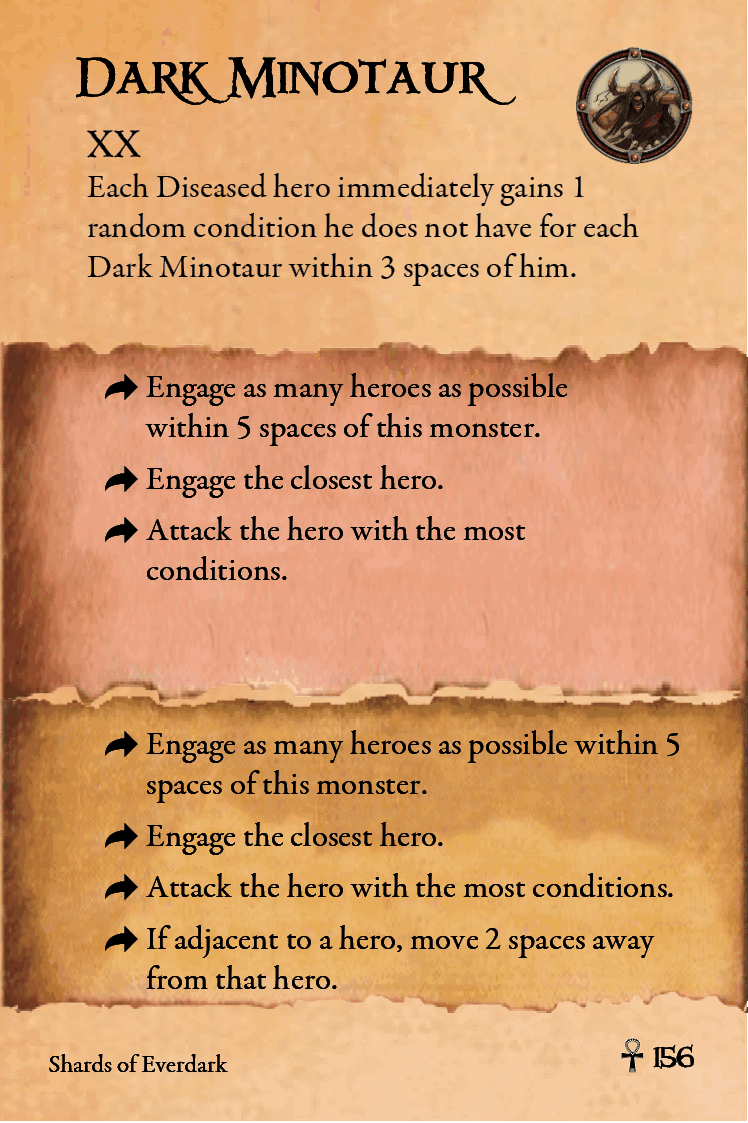 Dark Minotaur
XX
Each Diseased hero immediately gains 1
random condition he does not have for each
Dark Minotaur within 3 spaces of him.
Engage as many heroes as possible
within 5 spaces of this monster.
Engage the closest hero.
Attack the hero with the most
conditions.
Engage as many heroes as possible within 5
spaces of this monster.
Engage the closest hero.
Attack the hero with the most conditions.
If adjacent to a hero, move 2 spaces away
from that hero.
Shards of Everdark
156